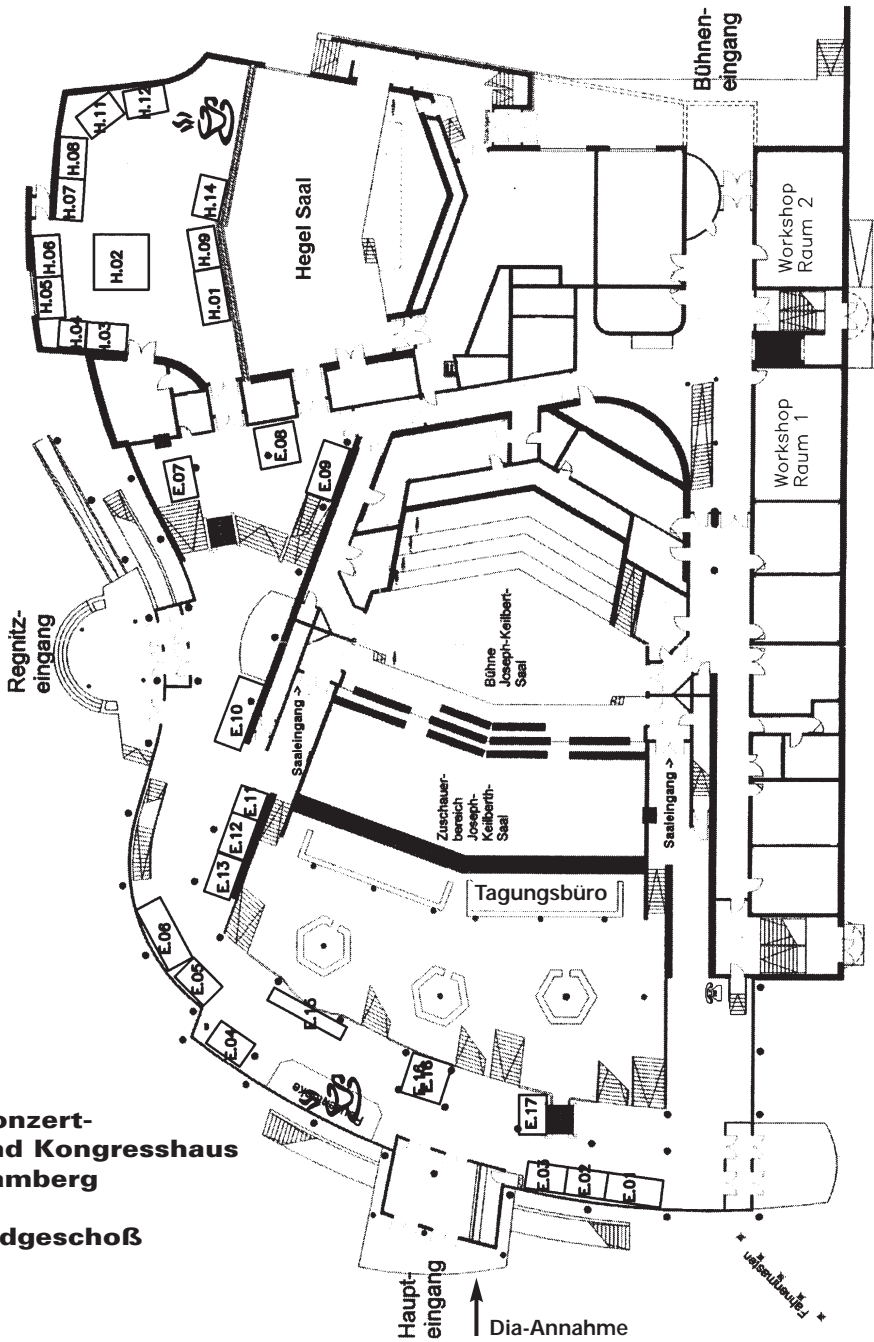 Regnitz-
eingang
H.11
H.12
H.08
H.07
H.06
H.05
H.04
H.03
H.02
H.14
H.09
H.01
Hegel Saal
Bühnen-
eingang
E.07
E.08
E.09
E.10
E.11
E.12
E.13
Saaleingang ->
Bühne
Joseph-Keilbert-
Saal
Zuschauer-
bereich
Joseph-
Keilberth-
Saal
Saaleingang ->
Workshop
Raum 2
Workshop
Raum 1
Tagungsbüro
E.06
E.05
E.04
E.15
E.16
E.17
E.03
E.02
E.01
onzert-
nd Kongresshaus
amberg
dgeschoß
Haupt-
eingang
Dia-Annahme
Fahnenmasten